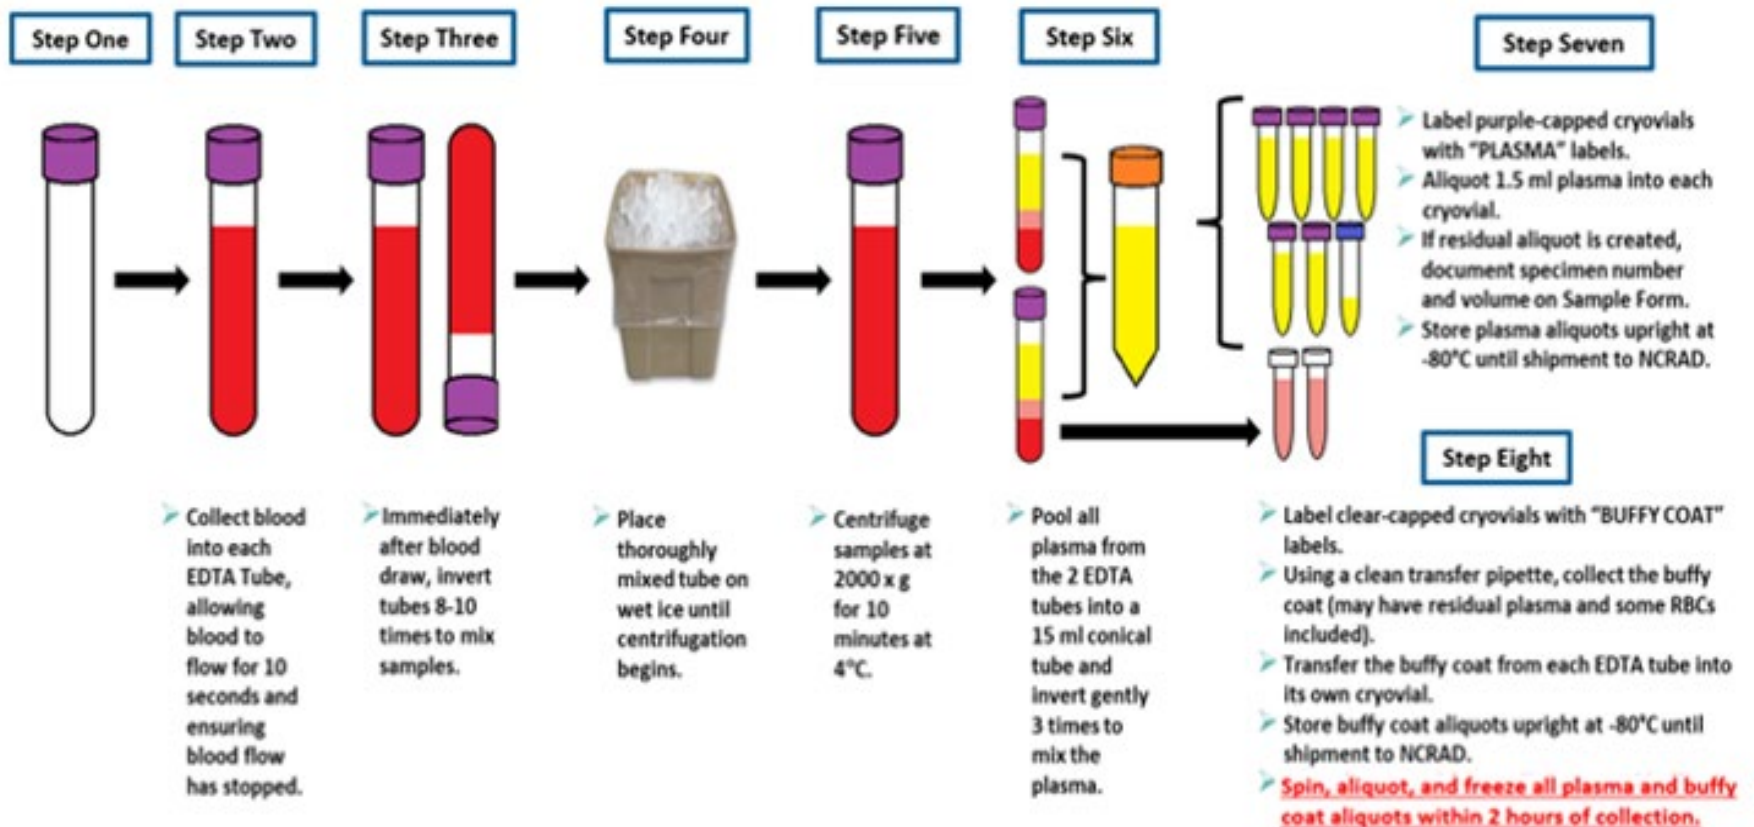 Step One
Step Two
Step Three
Step Four
Step Five
Step Six
Step Seven
Label purple-capped cryovials
with "PLASMA" labels.
Aliquot 1.5 ml plasma into each
cryovial.
If residual aliquot is created,
document specimen number
and volume on Sample Form.
Store plasma aliquots upright at
-80°C until shipment to NCRAD.
Collect blood
into each
EDTA Tube,
allowing
blood to
flow for 10
seconds and
ensuring
blood flow
has stopped.
Immediately
after blood
draw, invert
tubes 8-10
times to mix
samples.
Place
thoroughly
mixed tube on
wet ice until
centrifugation
begins.
Centrifuge
samples at
2000 x g
for 10
minutes at
4°C.
Pool all
plasma from
the 2 EDTA
tubes into a
15 ml conical
tube and
invert gently
3 times to
mix the
plasma.
Step Eight
Label clear-capped cryovials with "BUFFY COAT"
labels.
Using a clean transfer pipette, collect the buffy
coat (may have residual plasma and some RBCs
included).
Transfer the buffy coat from each EDTA tube into
its own cryovial.
Store buffy coat aliquots upright at -80°C until
shipment to NCRAD.
Spin, aliquot, and freeze all plasma and buffy
coat aliquots within 2 hours of collection.